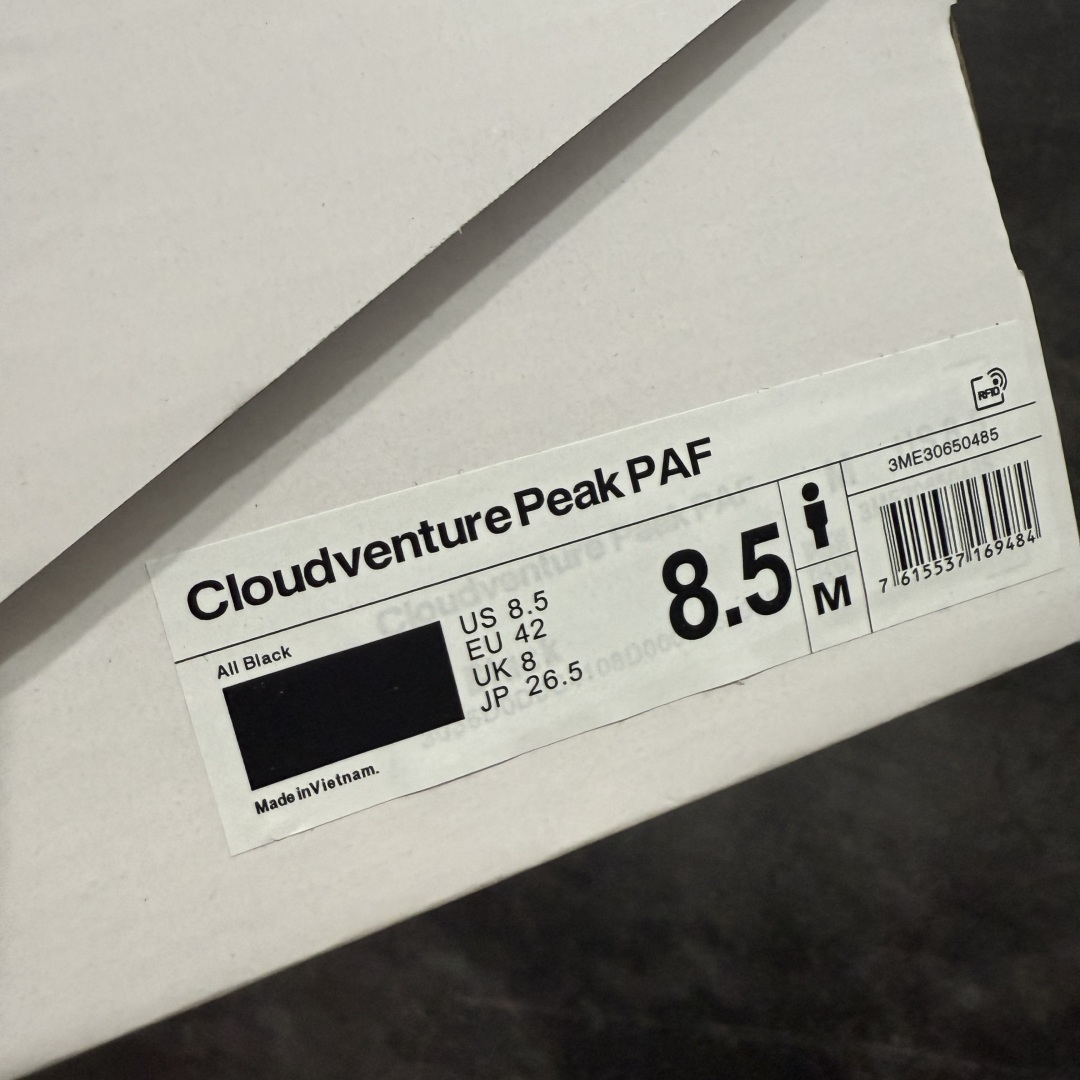 RFID
Cloudventure Peak PAF
3ME30650485
All Black
US 8.5
EU 42
UK 8
JP 26.5
8.5
M
7 615537 169484
Made in Vietnam.